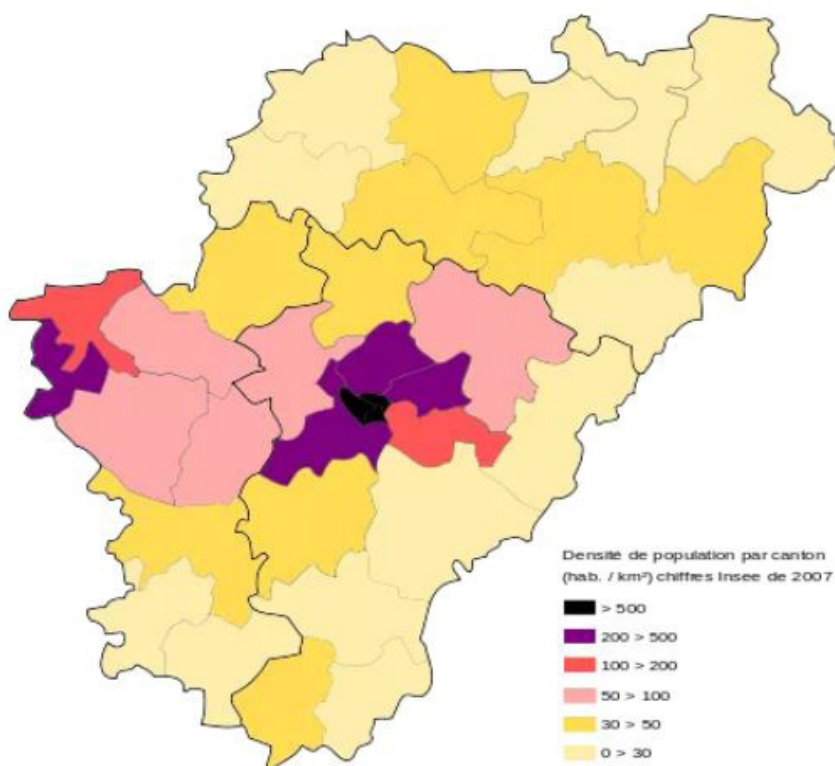 Densité de population par canton
(hab. / km²) chiffres Insee de 2007
> 500
200 > 500
100 > 200
50 > 100
30 > 50
0 > 30